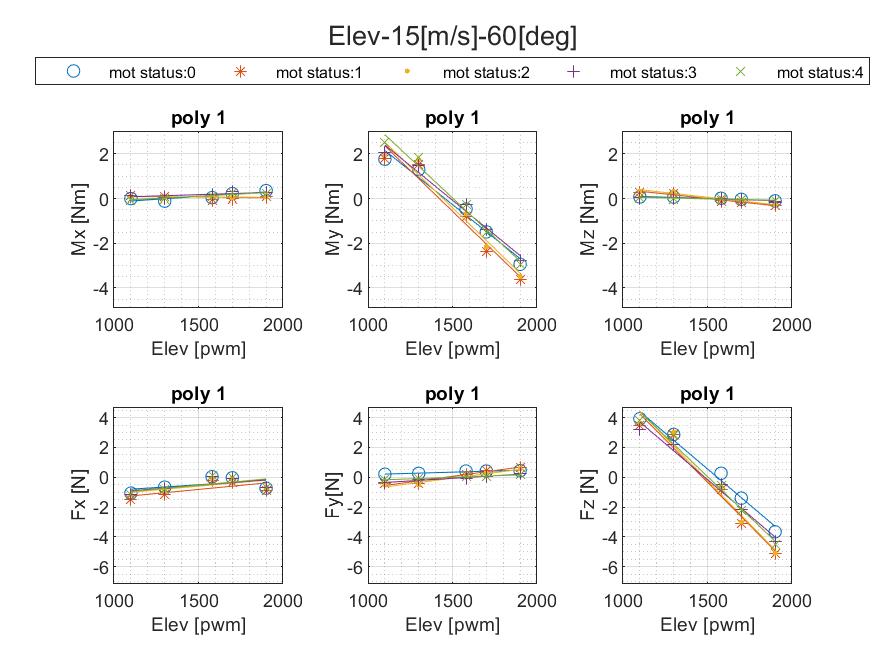 Elev-15[m/s]-60[deg]
mot status:0 mot status:1 mot status:2 mot status:3 mot status:4
poly 1 poly 1 poly 1
2 2 2
0 0 0
-2 -2 -2
-4 -4 -4
Mx [Nm] My [Nm] Mz [Nm]
1000 1500 2000 1000 1500 2000 1000 1500 2000
Elev [pwm] Elev [pwm] Elev [pwm]
poly 1 poly 1 poly 1
4 4 4
2 2 2
0 0 0
-2 -2 -2
-4 -4 -4
-6 -6 -6
Fx [N] Fy[N] Fz [N]
1000 1500 2000 1000 1500 2000 1000 1500 2000
Elev [pwm] Elev [pwm] Elev [pwm]